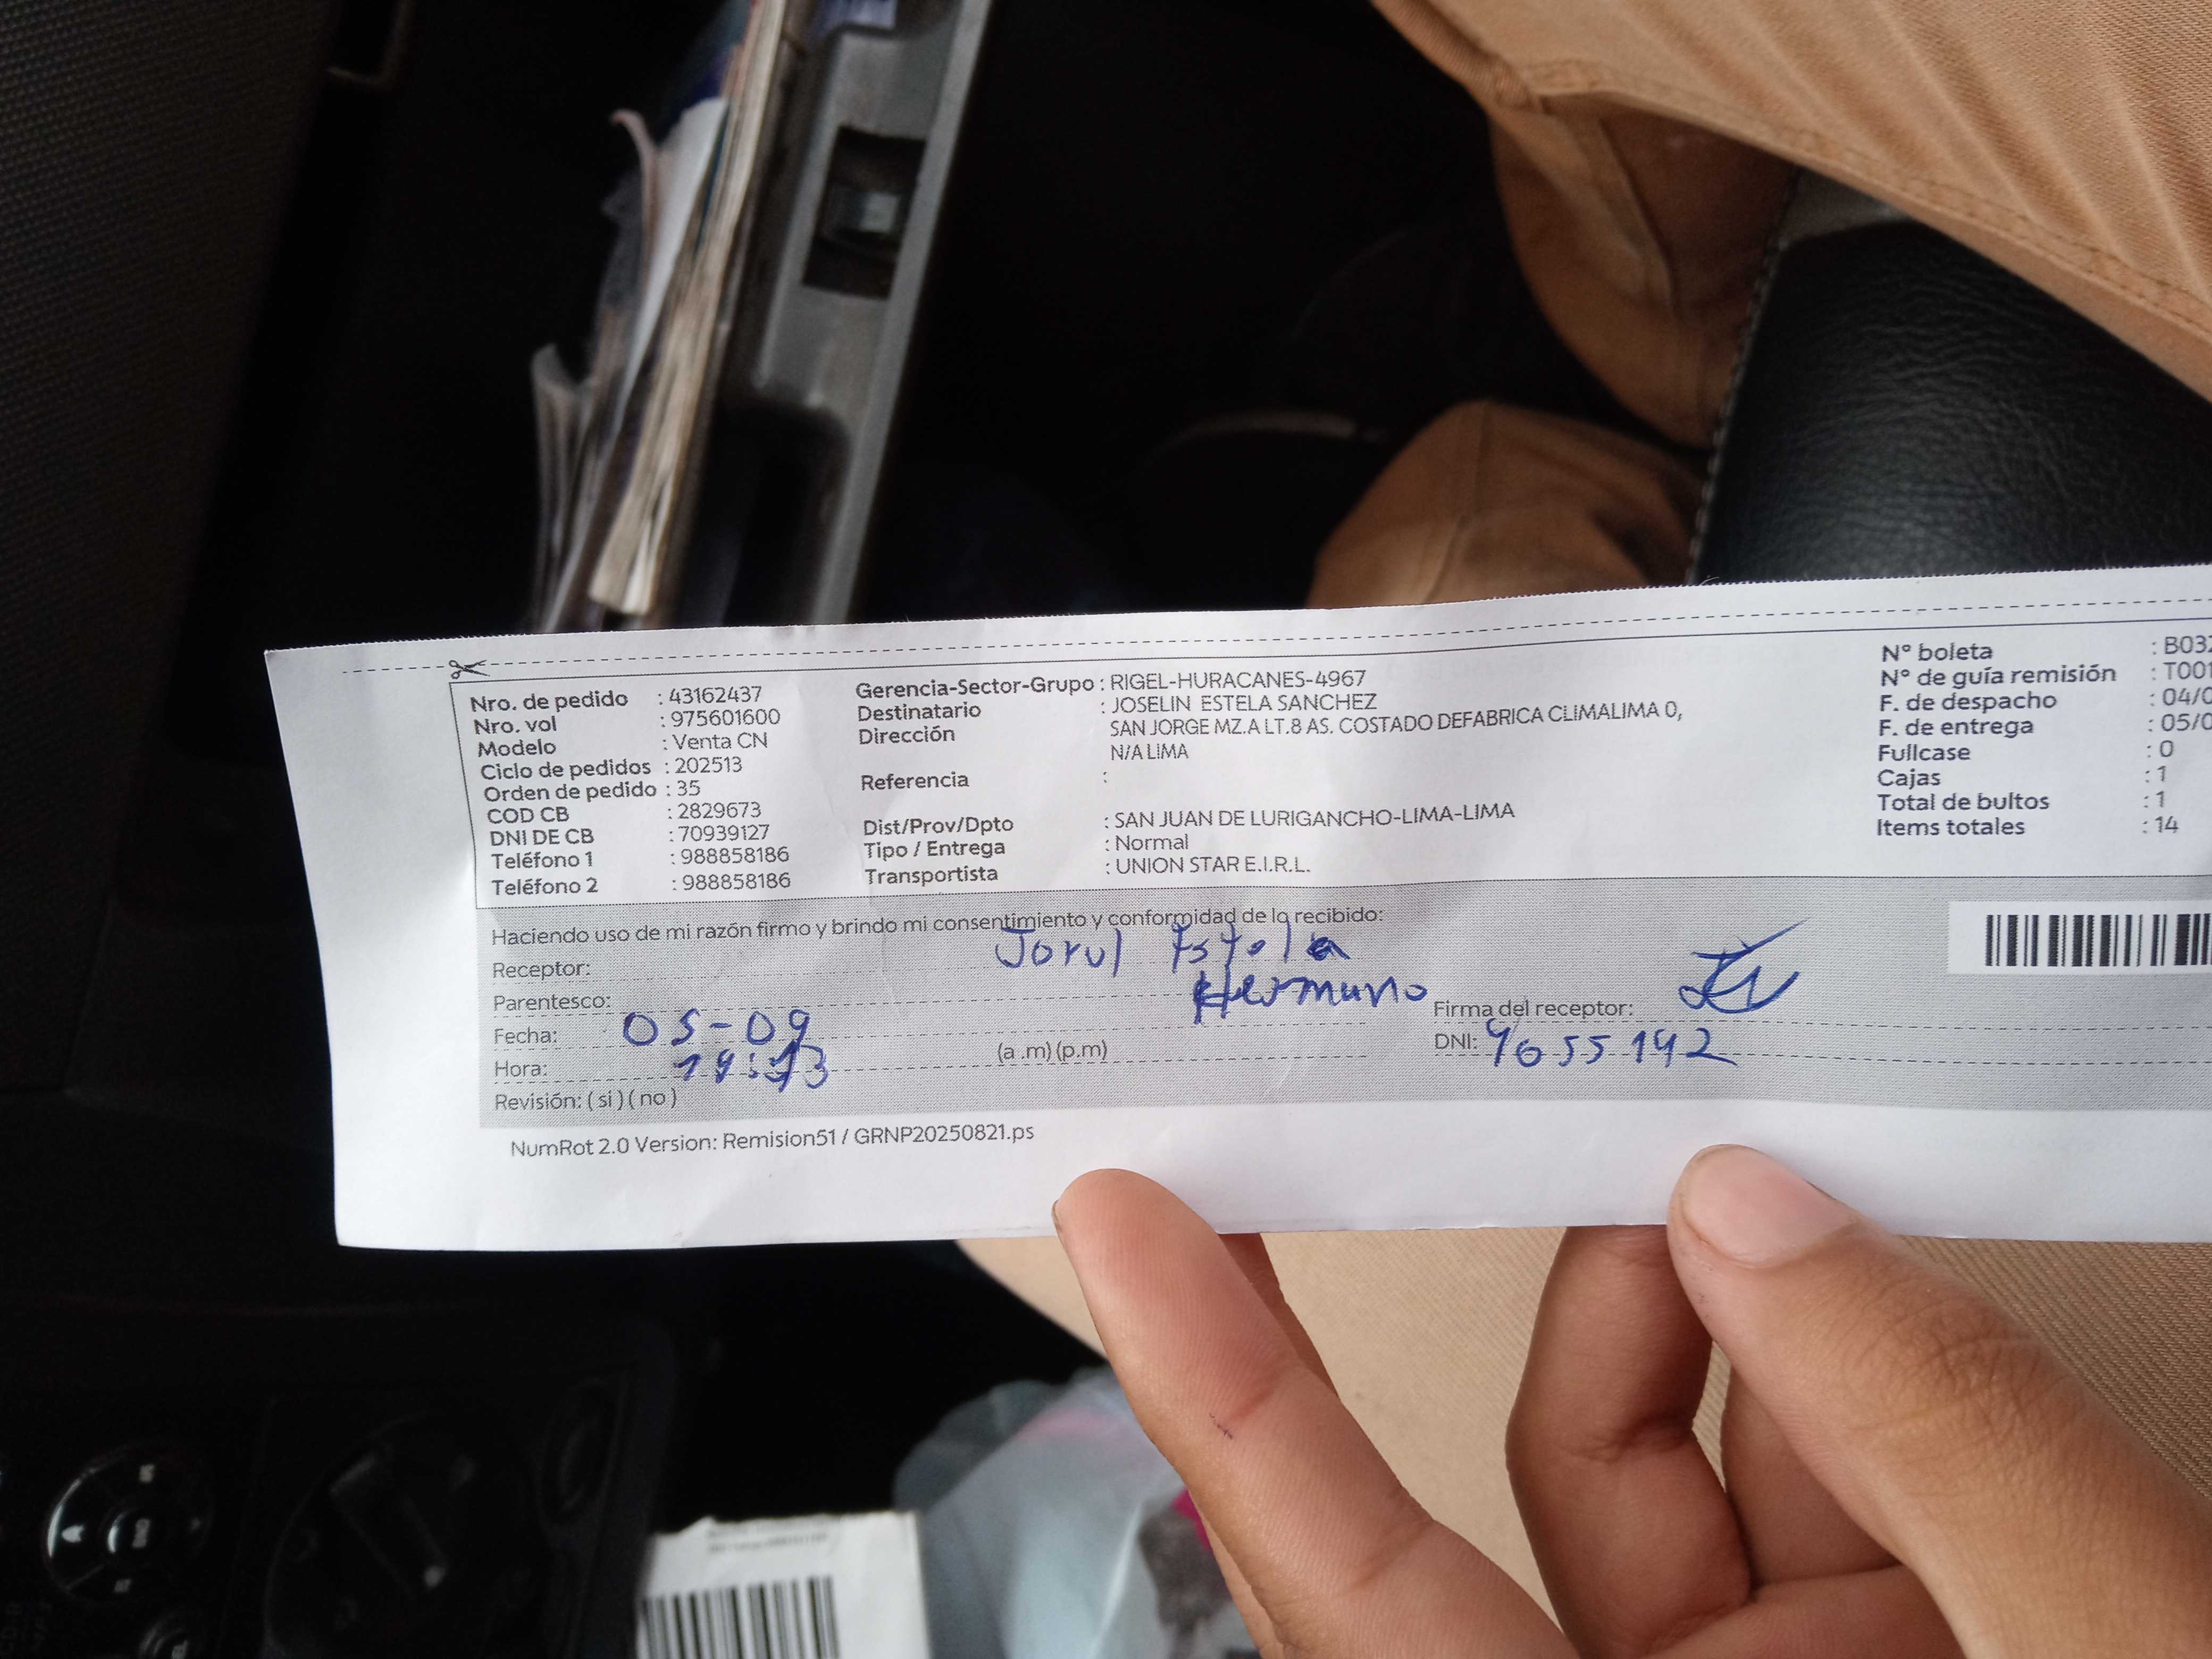 Nro. de pedido : 43162437
Nro. vol : 975601600
Modelo : Venta CN
Ciclo de pedidos : 202513
Orden de pedido : 35
COD CB : 2829673
DNI DE CB : 70939127
Teléfono 1 : 988858186
Teléfono 2 : 988858186
Gerencia-Sector-Grupo : RIGEL-HURACANES-4967
Destinatario : JOSELIN ESTELA SANCHEZ
Dirección SAN JORGE MZ.A LT.8 AS. COSTADO DEFABRICA CLIMALIMA 0,
N/A LIMA
Referencia :
Dist/Prov/Dpto : SAN JUAN DE LURIGANCHO-LIMA-LIMA
Tipo / Entrega : Normal
Transportista : UNION STAR E.I.R.L.
N° boleta : B03
N° de guía remisión : T001
F. de despacho : 04/0
F. de entrega : 05/0
Fullcase : 0
Cajas : 1
Total de bultos : 1
Items totales : 14
Haciendo uso de mi razón firmo y brindo mi consentimiento y conformidad de lo recibido:
Receptor:
Parentesco: Hermano
Firma del receptor:
Fecha: 05-09
DNI:
Hora: (a .m) (p.m)
Revisión: ( si ) ( no )
NumRot 2.0 Version: Remision51 / GRNP20250821.ps